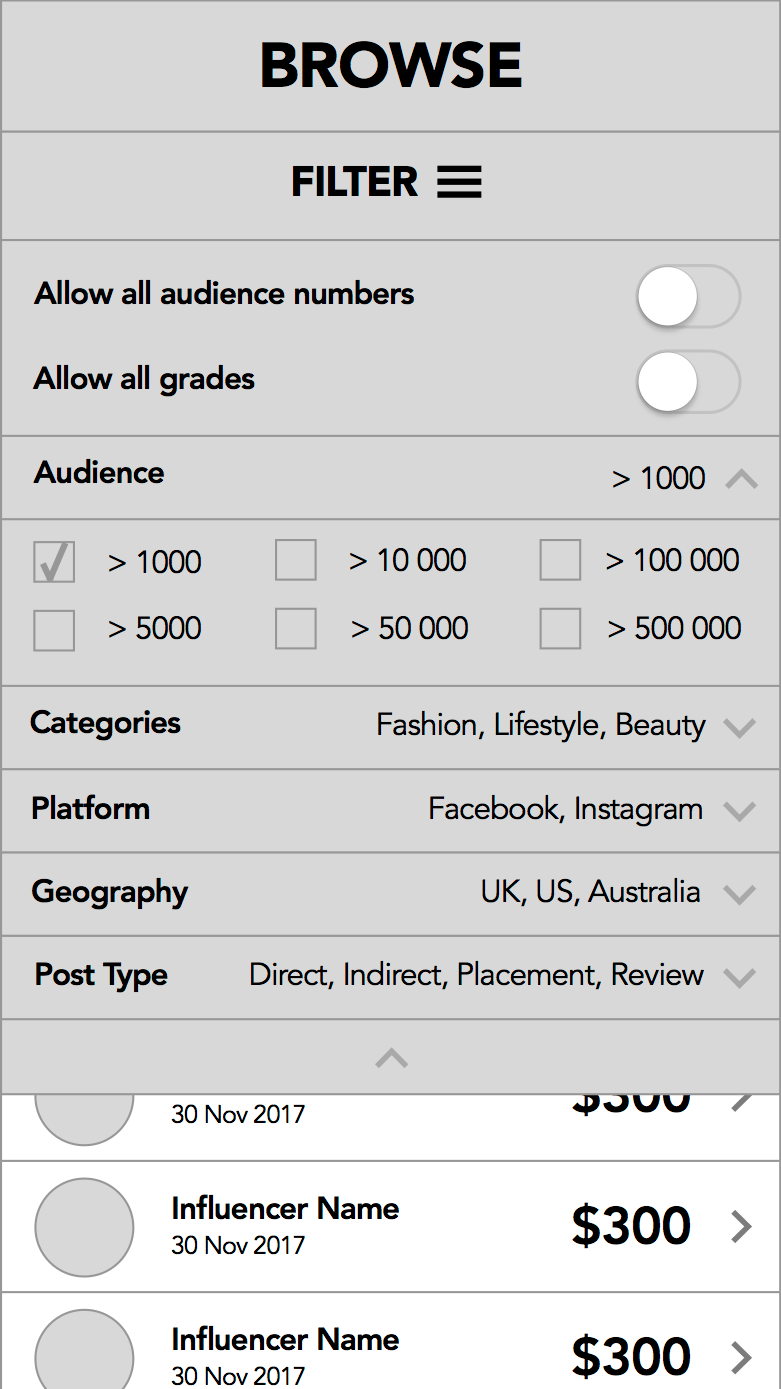 BROWSE
FILTER
Allow all audience numbers
Allow all grades
Audience > 1000
> 1000 > 10 000 > 100 000
> 5000 > 50 000 > 500 000
Categories Fashion, Lifestyle, Beauty
Platform Facebook, Instagram
Geography UK, US, Australia
Post Type Direct, Indirect, Placement, Review
30 Nov 2017 $300
Influencer Name
30 Nov 2017 $300
Influencer Name
30 Nov 2017 $300